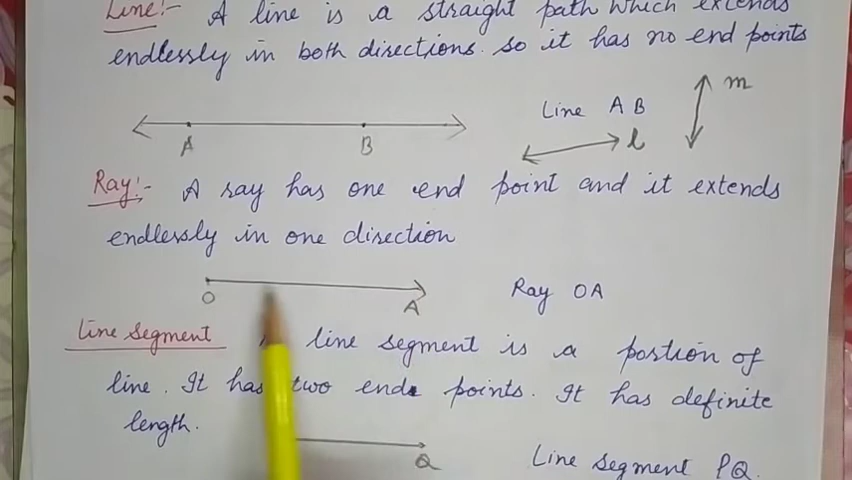 Line:- A line is a straight path which extends
endlessly in both directions. So it has no end points
A B
Line AB
l
m
Ray:- A ray has one end point and it extends
endlessly in one direction
O A
Ray OA
Line Segment line segment is a portion of
line. It has two end points. It has definite
length.
Q
Line Segment PQ.